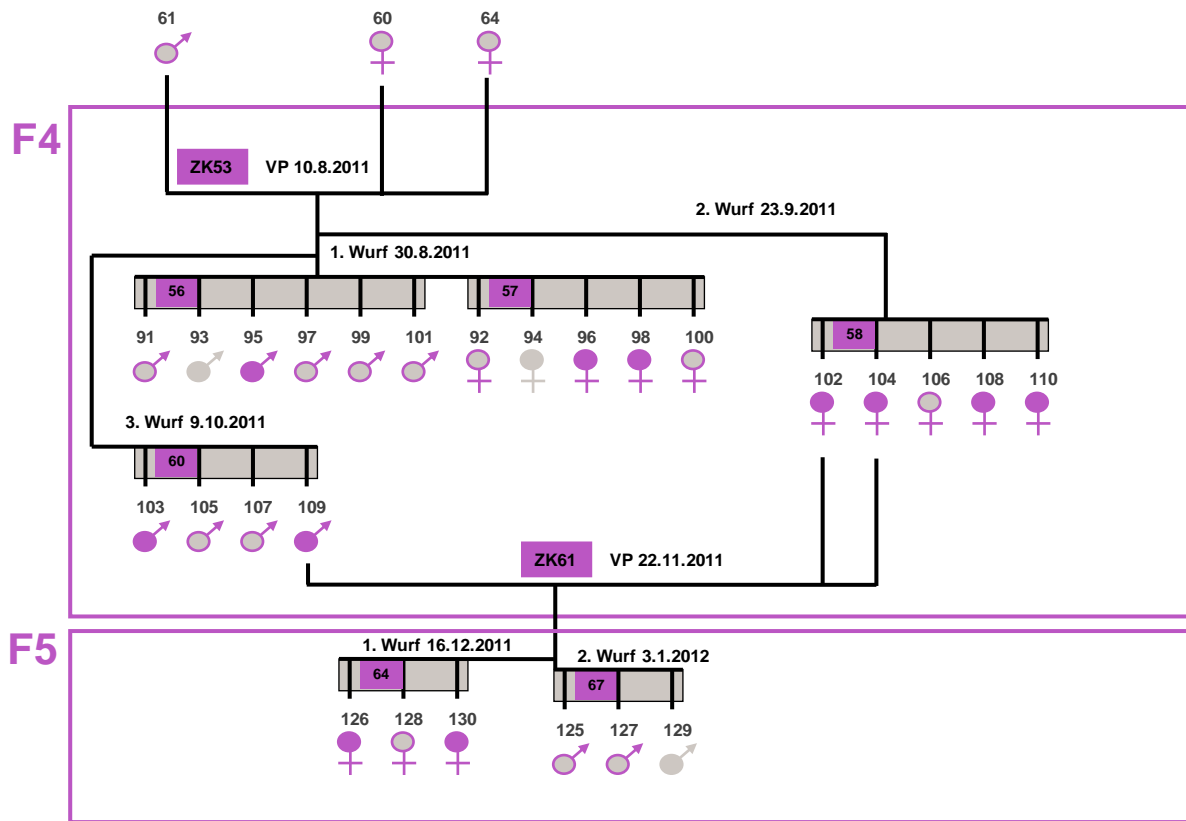 61 60 64
F4
ZK53 VP 10.8.2011
2. Wurf 23.9.2011
1. Wurf 30.8.2011
56 57
91 93 95 97 99 101 92 94 96 98 100
58
102 104 106 108 110
3. Wurf 9.10.2011
60
103 105 107 109
ZK61 VP 22.11.2011
F5
1. Wurf 16.12.2011
2. Wurf 3.1.2012
64 67
126 128 130 125 127 129